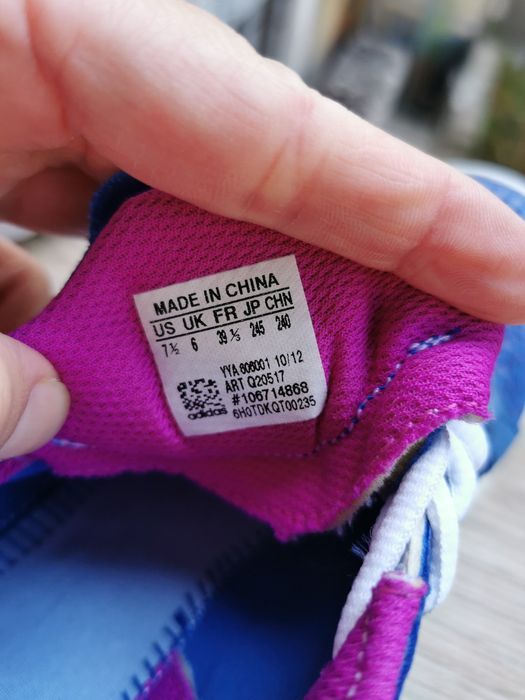 MADE IN CHINA
US UK FR JP CHN
7½ 6 39⅓ 245 240
YYA 606001 10/12
ART Q20517
#106714868
adidas 6H0TDKQT00235